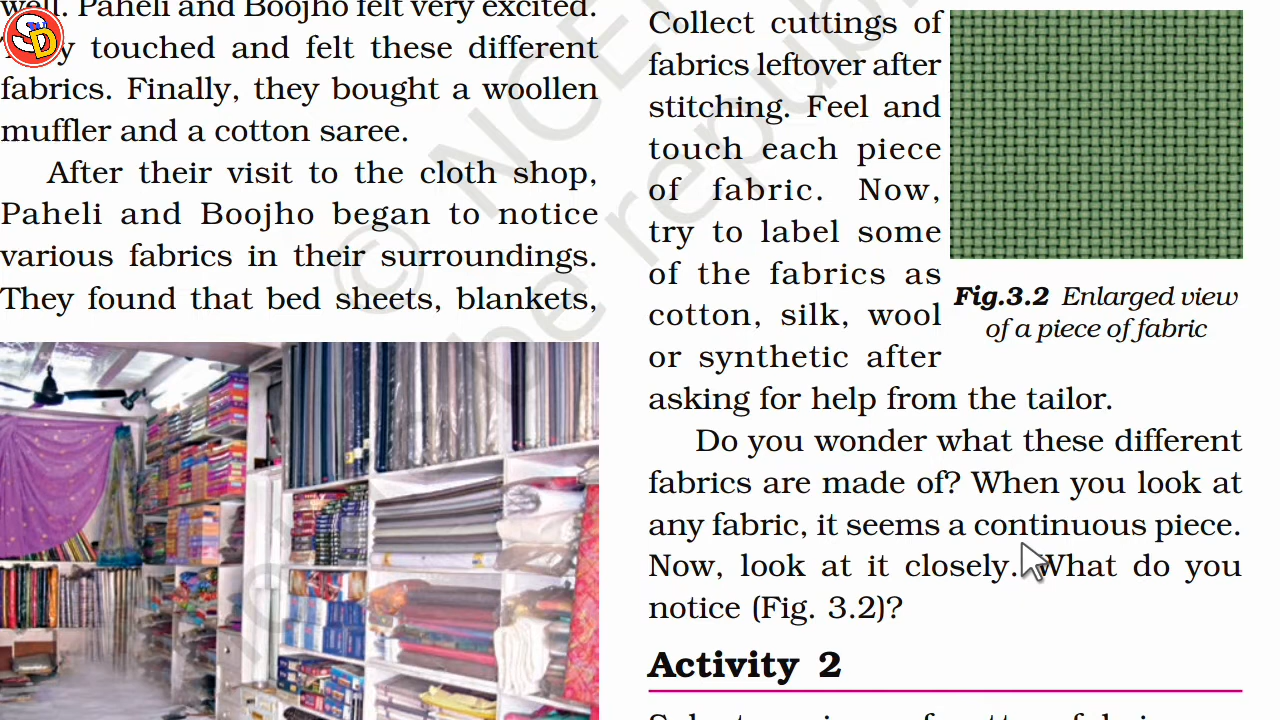 well. Paheli and Boojho felt very excited.
touched and felt these different
fabrics. Finally, they bought a woollen
muffler and a cotton saree.
After their visit to the cloth shop,
Paheli and Boojho began to notice
various fabrics in their surroundings.
They found that bed sheets, blankets,
Collect cuttings of
fabrics leftover after
stitching. Feel and
touch each piece
of fabric. Now,
try to label some
of the fabrics as
cotton, silk, wool
or synthetic after
asking for help from the tailor.
Fig.3.2 Enlarged view
of a piece of fabric
Do you wonder what these different
fabrics are made of? When you look at
any fabric, it seems a continuous piece.
Now, look at it closely. What do you
notice (Fig. 3.2)?
Activity 2
SD
© NCE
be republ